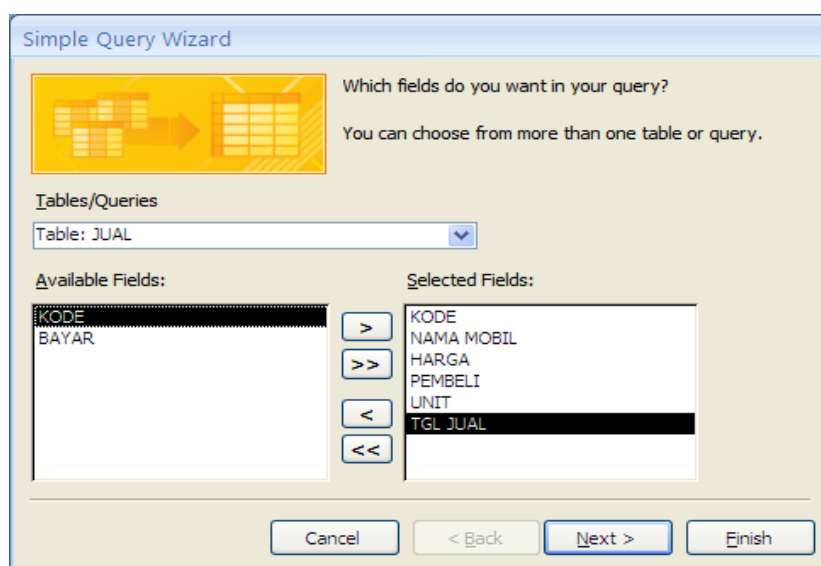 Simple Query Wizard
Which fields do you want in your query?
You can choose from more than one table or query.
Tables/Queries
Table: JUAL
Available Fields:
KODE
BAYAR
>
>>
<
<<
Selected Fields:
KODE
NAMA MOBIL
HARGA
PEMBELI
UNIT
TGL JUAL
Cancel
< Back
Next >
Finish